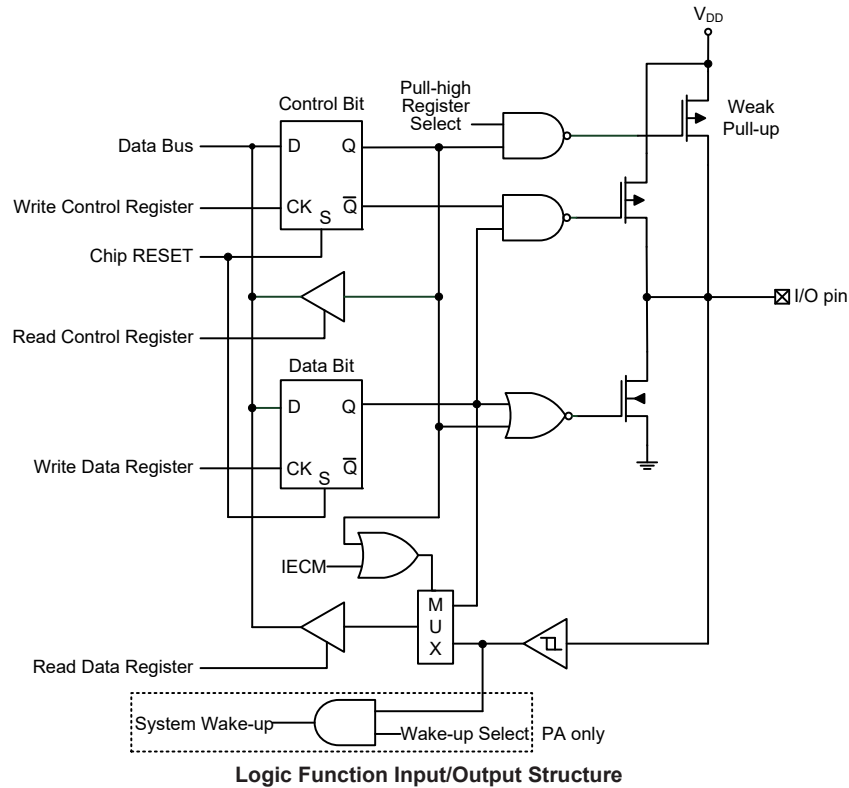 V_DD
Pull-high
Register
Select
Weak
Pull-up
Control Bit
Data Bus
D
Q
Write Control Register
CK
S
Q̅
Chip RESET
I/O pin
Read Control Register
Data Bit
D
Q
Write Data Register
CK
S
Q̅
IECM
M
U
X
Read Data Register
System Wake-up
Wake-up Select
PA only
Logic Function Input/Output Structure